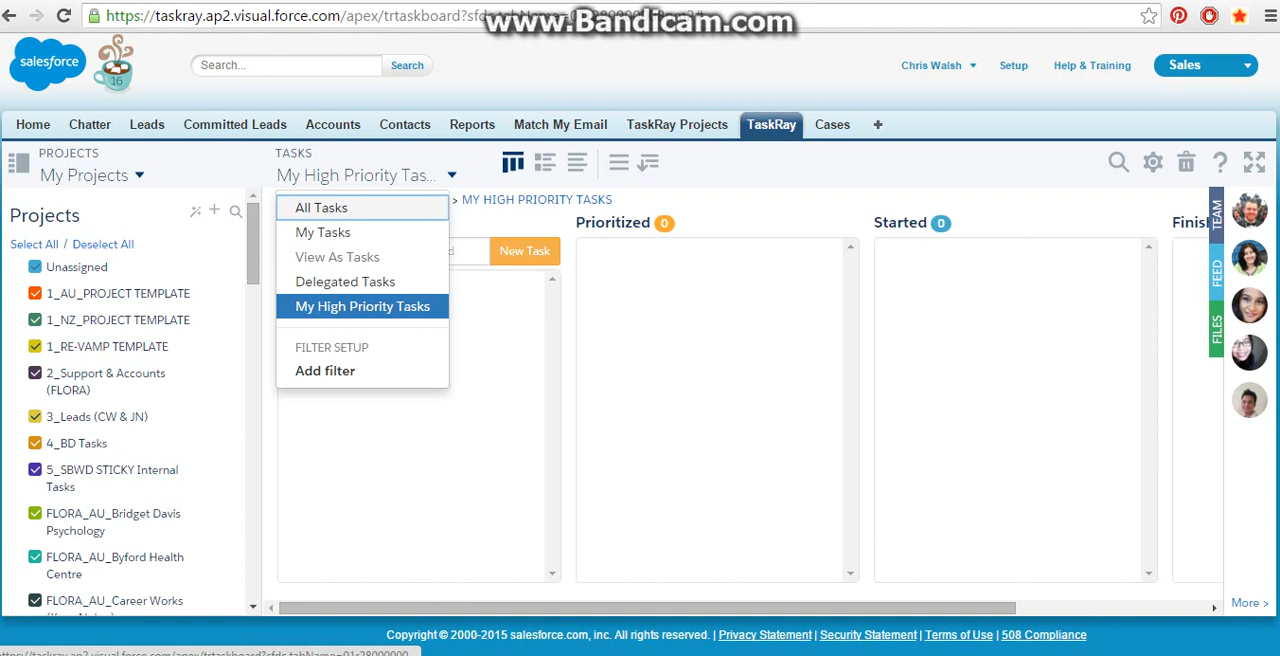 https://taskray.ap2.visual.force.com/apex/trtaskboard?sfdc.tabName=01r28000000
www.Bandicam.com
salesforce
16
Search...
Search
Chris Walsh
Setup
Help & Training
Sales
Home
Chatter
Leads
Committed Leads
Accounts
Contacts
Reports
Match My Email
TaskRay Projects
TaskRay
Cases
+
PROJECTS
My Projects
TASKS
My High Priority Tas...
?
Projects
Select All / Deselect All
Unassigned
1_AU_PROJECT TEMPLATE
1_NZ_PROJECT TEMPLATE
1_RE-VAMP TEMPLATE
2_Support & Accounts
(FLORA)
3_Leads (CW & JN)
4_BD Tasks
5_SBWD STICKY Internal
Tasks
FLORA_AU_Bridget Davis
Psychology
FLORA_AU_Byford Health
Centre
FLORA_AU_Career Works
All Tasks
My Tasks
View As Tasks
Delegated Tasks
My High Priority Tasks
FILTER SETUP
Add filter
> MY HIGH PRIORITY TASKS
New Task
Prioritized 0
Started 0
Finish
TEAM
FEED
FILES
More >
Copyright © 2000-2015 salesforce.com, inc. All rights reserved. | Privacy Statement | Security Statement | Terms of Use | 508 Compliance